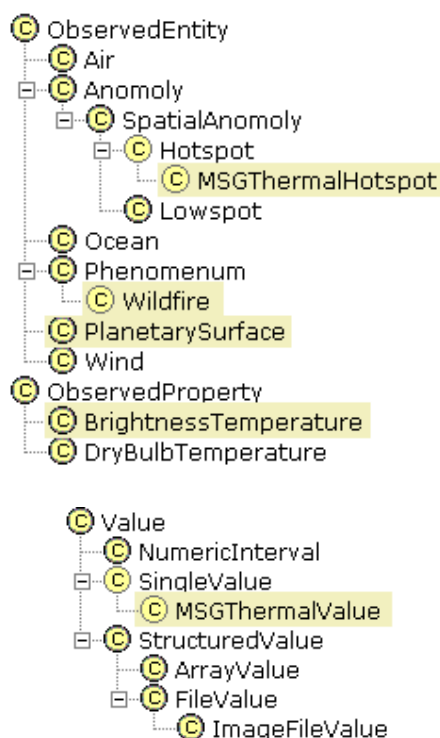 ObservedEntity
Air
Anomoly
SpatialAnomoly
Hotspot
MSGThermalHotspot
Lowspot
Ocean
Phenomenum
Wildfire
PlanetarySurface
Wind
ObservedProperty
BrightnessTemperature
DryBulbTemperature
Value
NumericInterval
SingleValue
MSGThermalValue
StructuredValue
ArrayValue
FileValue
ImageFileValue